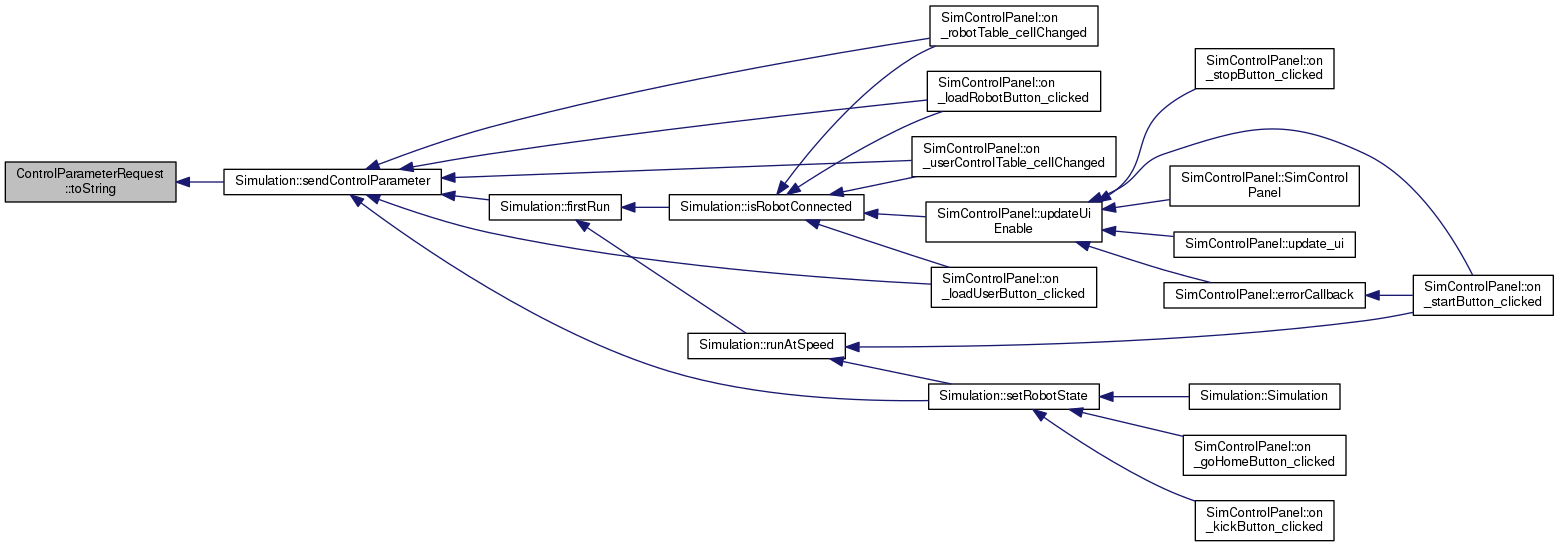 ControlParameterRequest
::toString
Simulation::sendControlParameter
SimControlPanel::on
_robotTable_cellChanged
SimControlPanel::on
_loadRobotButton_clicked
SimControlPanel::on
_userControlTable_cellChanged
Simulation::firstRun
Simulation::isRobotConnected
SimControlPanel::updateUi
Enable
SimControlPanel::on
_loadUserButton_clicked
Simulation::runAtSpeed
Simulation::setRobotState
SimControlPanel::on
_stopButton_clicked
SimControlPanel::SimControl
Panel
SimControlPanel::update_ui
SimControlPanel::errorCallback
SimControlPanel::on
_startButton_clicked
Simulation::Simulation
SimControlPanel::on
_goHomeButton_clicked
SimControlPanel::on
_kickButton_clicked